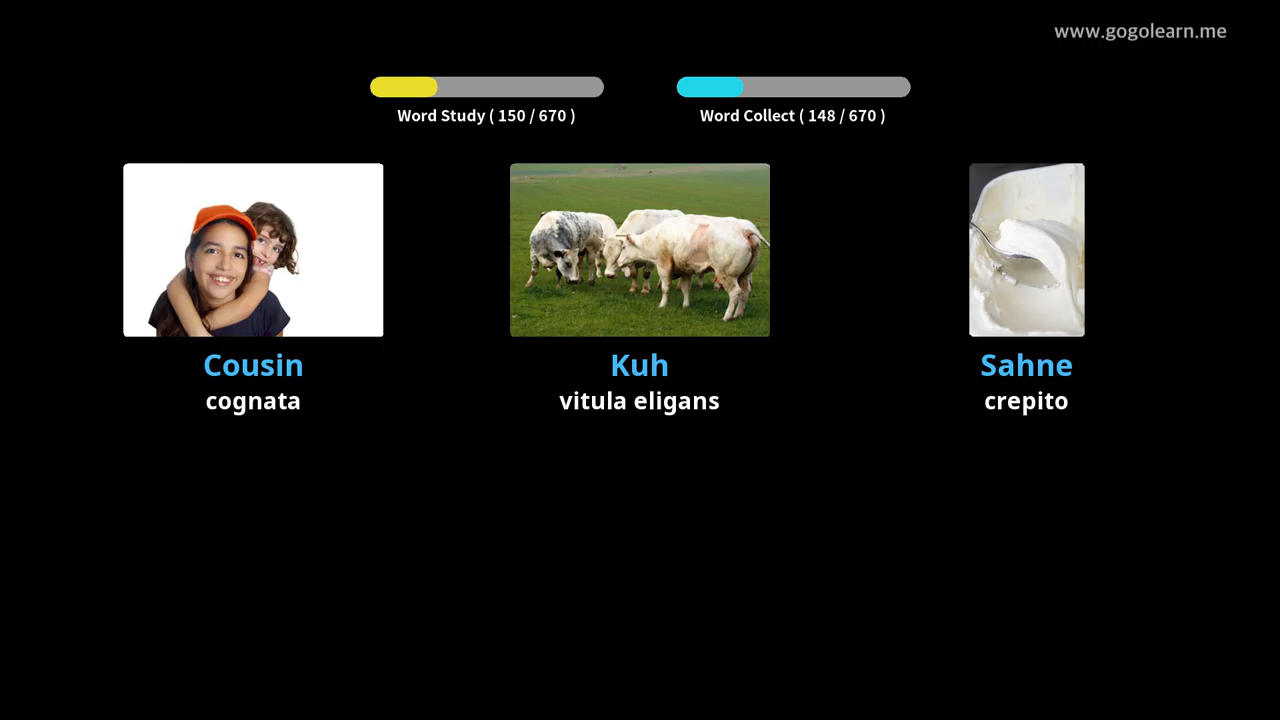 www.gogolearn.me
Word Study ( 150 / 670 )
Word Collect ( 148 / 670 )
Cousin
cognata
Kuh
vitula eligans
Sahne
crepito